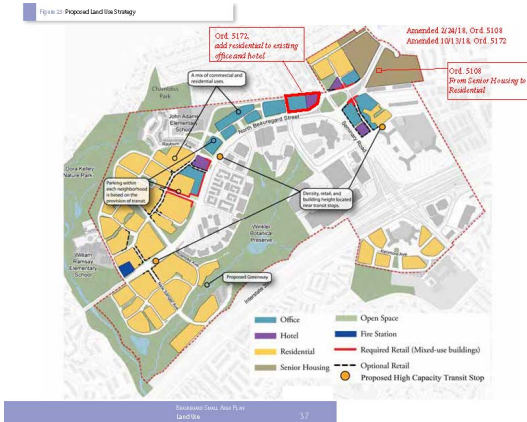 Figure 23: Proposed Land Use Strategy
Ord. 5172,
add residential to existing
office and hotel
Amended 2/24/18, Ord. 5108
Amended 10/13/18, Ord. 5172
Ord. 5108
From Senior Housing to
Residential
A mix of commercial and
residential uses.
Chambliss
Park
John Adams
Elementary
School
North Beauregard Street
Seminary Road
Dora Kelley
Nature Park
Parking within
each neighborhood
is based on the
provision of transit.
Density, retail, and
building height located
near transit stops.
Winkler
Botanical
Preserve
William
Ramsay
Elementary
School
Proposed Greenway
Interstate
Office
Hotel
Residential
Senior Housing
Open Space
Fire Station
Required Retail (Mixed-use buildings)
Optional Retail
Proposed High Capacity Transit Stop
Beauregard Small Area Plan
Land Use
37